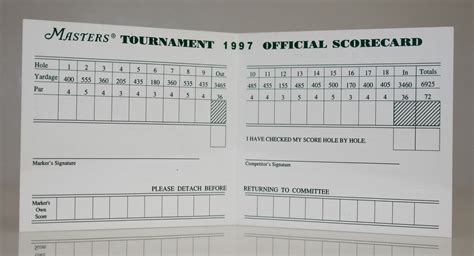 MASTERS® TOURNAMENT 1997 OFFICIAL SCORECARD
Hole 1 2 3 4 5 6 7 8 9 Out 10 11 12 13 14 15 16 17 18 In Totals
Yardage 400 555 360 205 435 180 360 535 435 3465 485 455 155 485 405 500 170 400 405 3460 6925
Par 4 5 4 3 4 3 4 5 4 36 4 4 3 5 4 5 3 4 4 36 72
I HAVE CHECKED MY SCORE HOLE BY HOLE.
Marker's Signature Competitor's Signature
PLEASE DETACH BEFORE RETURNING TO COMMITTEE
Marker's
Own
Score